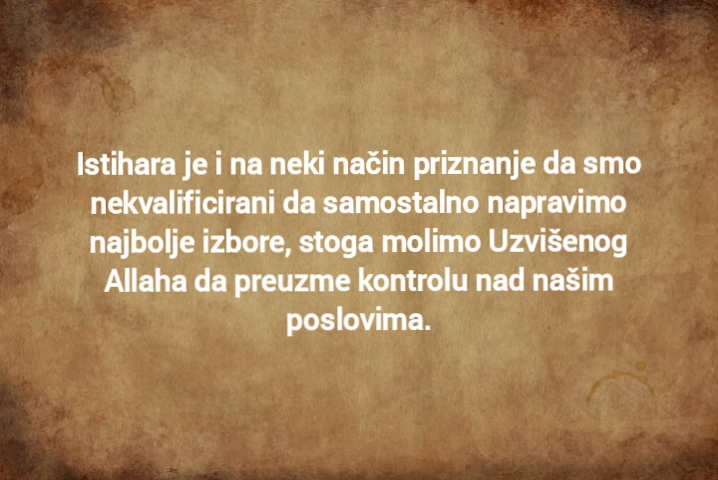 Istihara je i na neki način priznanje da smo
nekvalificirani da samostalno napravimo
najbolje izbore, stoga molimo Uzvišenog
Allaha da preuzme kontrolu nad našim
poslovima.